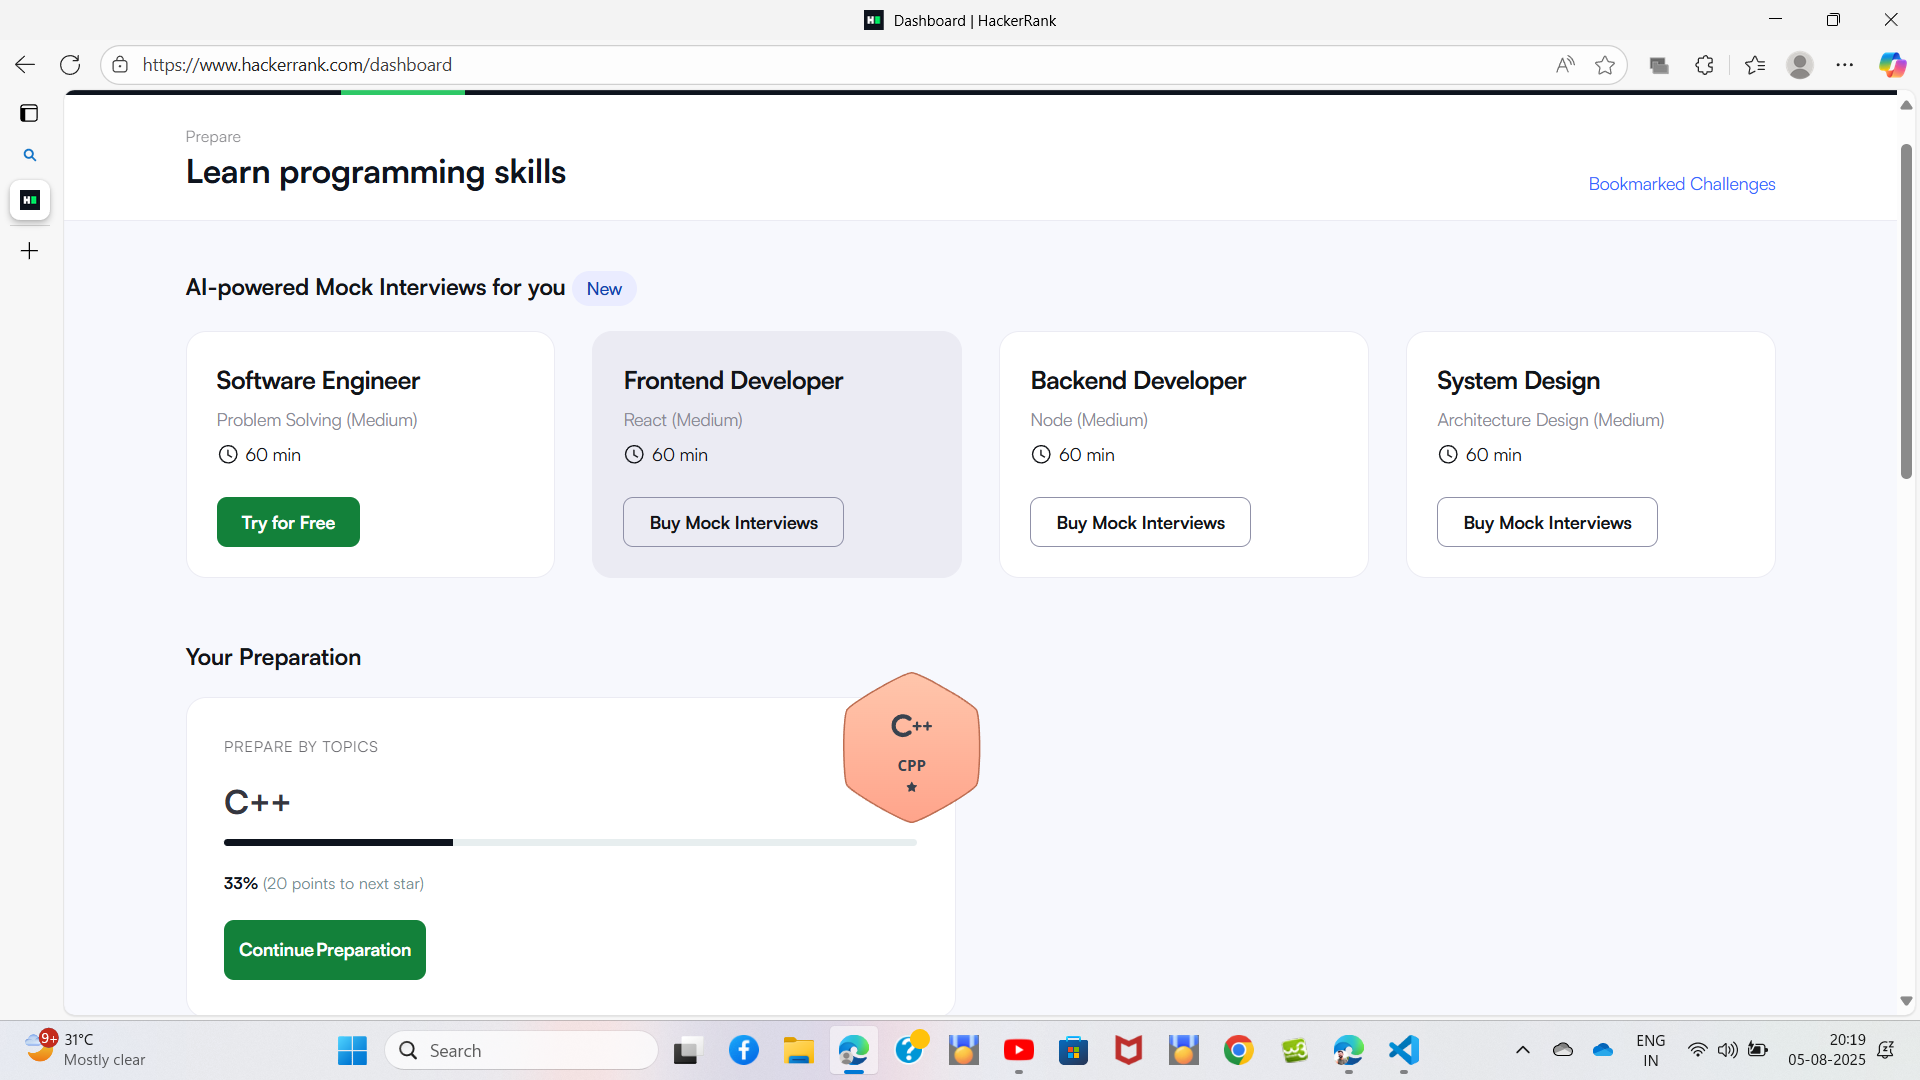 Dashboard | HackerRank
https://www.hackerrank.com/dashboard
Prepare
Learn programming skills
Bookmarked Challenges
AI-powered Mock Interviews for you New
Software Engineer
Problem Solving (Medium)
60 min
Try for Free
Frontend Developer
React (Medium)
60 min
Buy Mock Interviews
Backend Developer
Node (Medium)
60 min
Buy Mock Interviews
System Design
Architecture Design (Medium)
60 min
Buy Mock Interviews
Your Preparation
PREPARE BY TOPICS
C++
33% (20 points to next star)
Continue Preparation
C++
CPP
9+
31°C
Mostly clear
Search
ENG
IN
20:19
05-08-2025